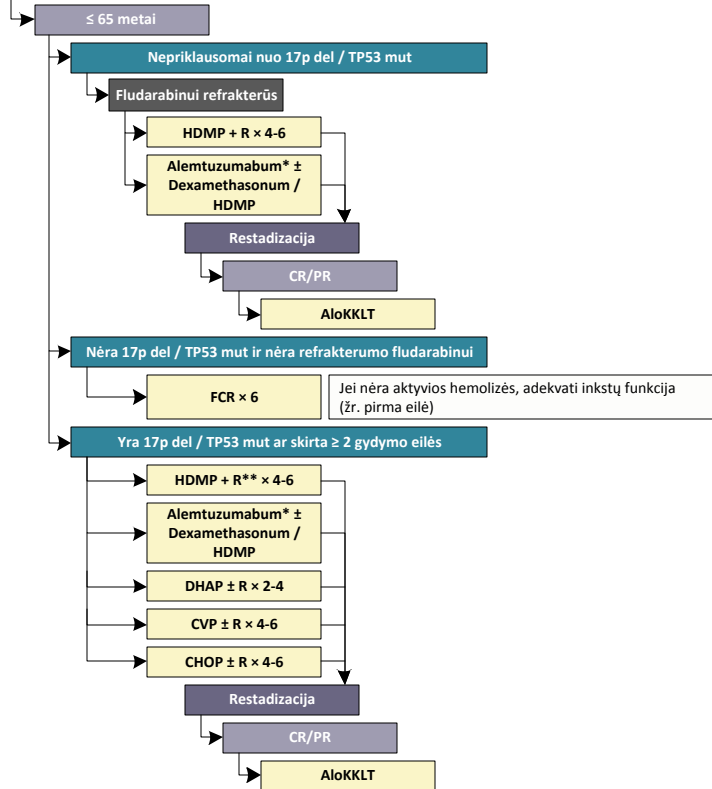 ≤ 65 metai
Nepriklausomai nuo 17p del / TP53 mut
Fludarabinui refrakterūs
HDMP + R × 4-6
Alemtuzumabum* ±
Dexamethasonum /
HDMP
Restadizacija
CR/PR
AloKKLT
Nėra 17p del / TP53 mut ir nėra refrakterumo fludarabinui
FCR × 6
Jei nėra aktyvios hemolizės, adekvati inkstų funkcija
(žr. pirma eilė)
Yra 17p del / TP53 mut ar skirta ≥ 2 gydymo eilės
HDMP + R** × 4-6
Alemtuzumabum* ±
Dexamethasonum /
HDMP
DHAP ± R × 2-4
CVP ± R × 4-6
CHOP ± R × 4-6
Restadizacija
CR/PR
AloKKLT